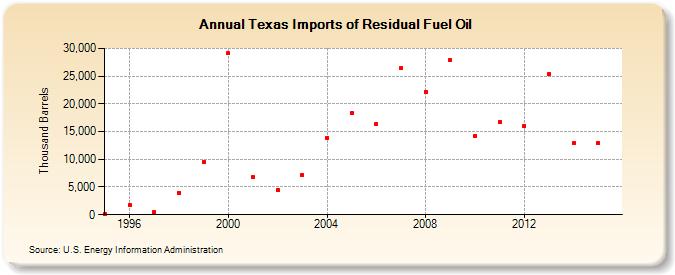 Annual Texas Imports of Residual Fuel Oil
Thousand Barrels
30,000
25,000
20,000
15,000
10,000
5,000
0
1996 2000 2004 2008 2012
Source: U.S. Energy Information Administration